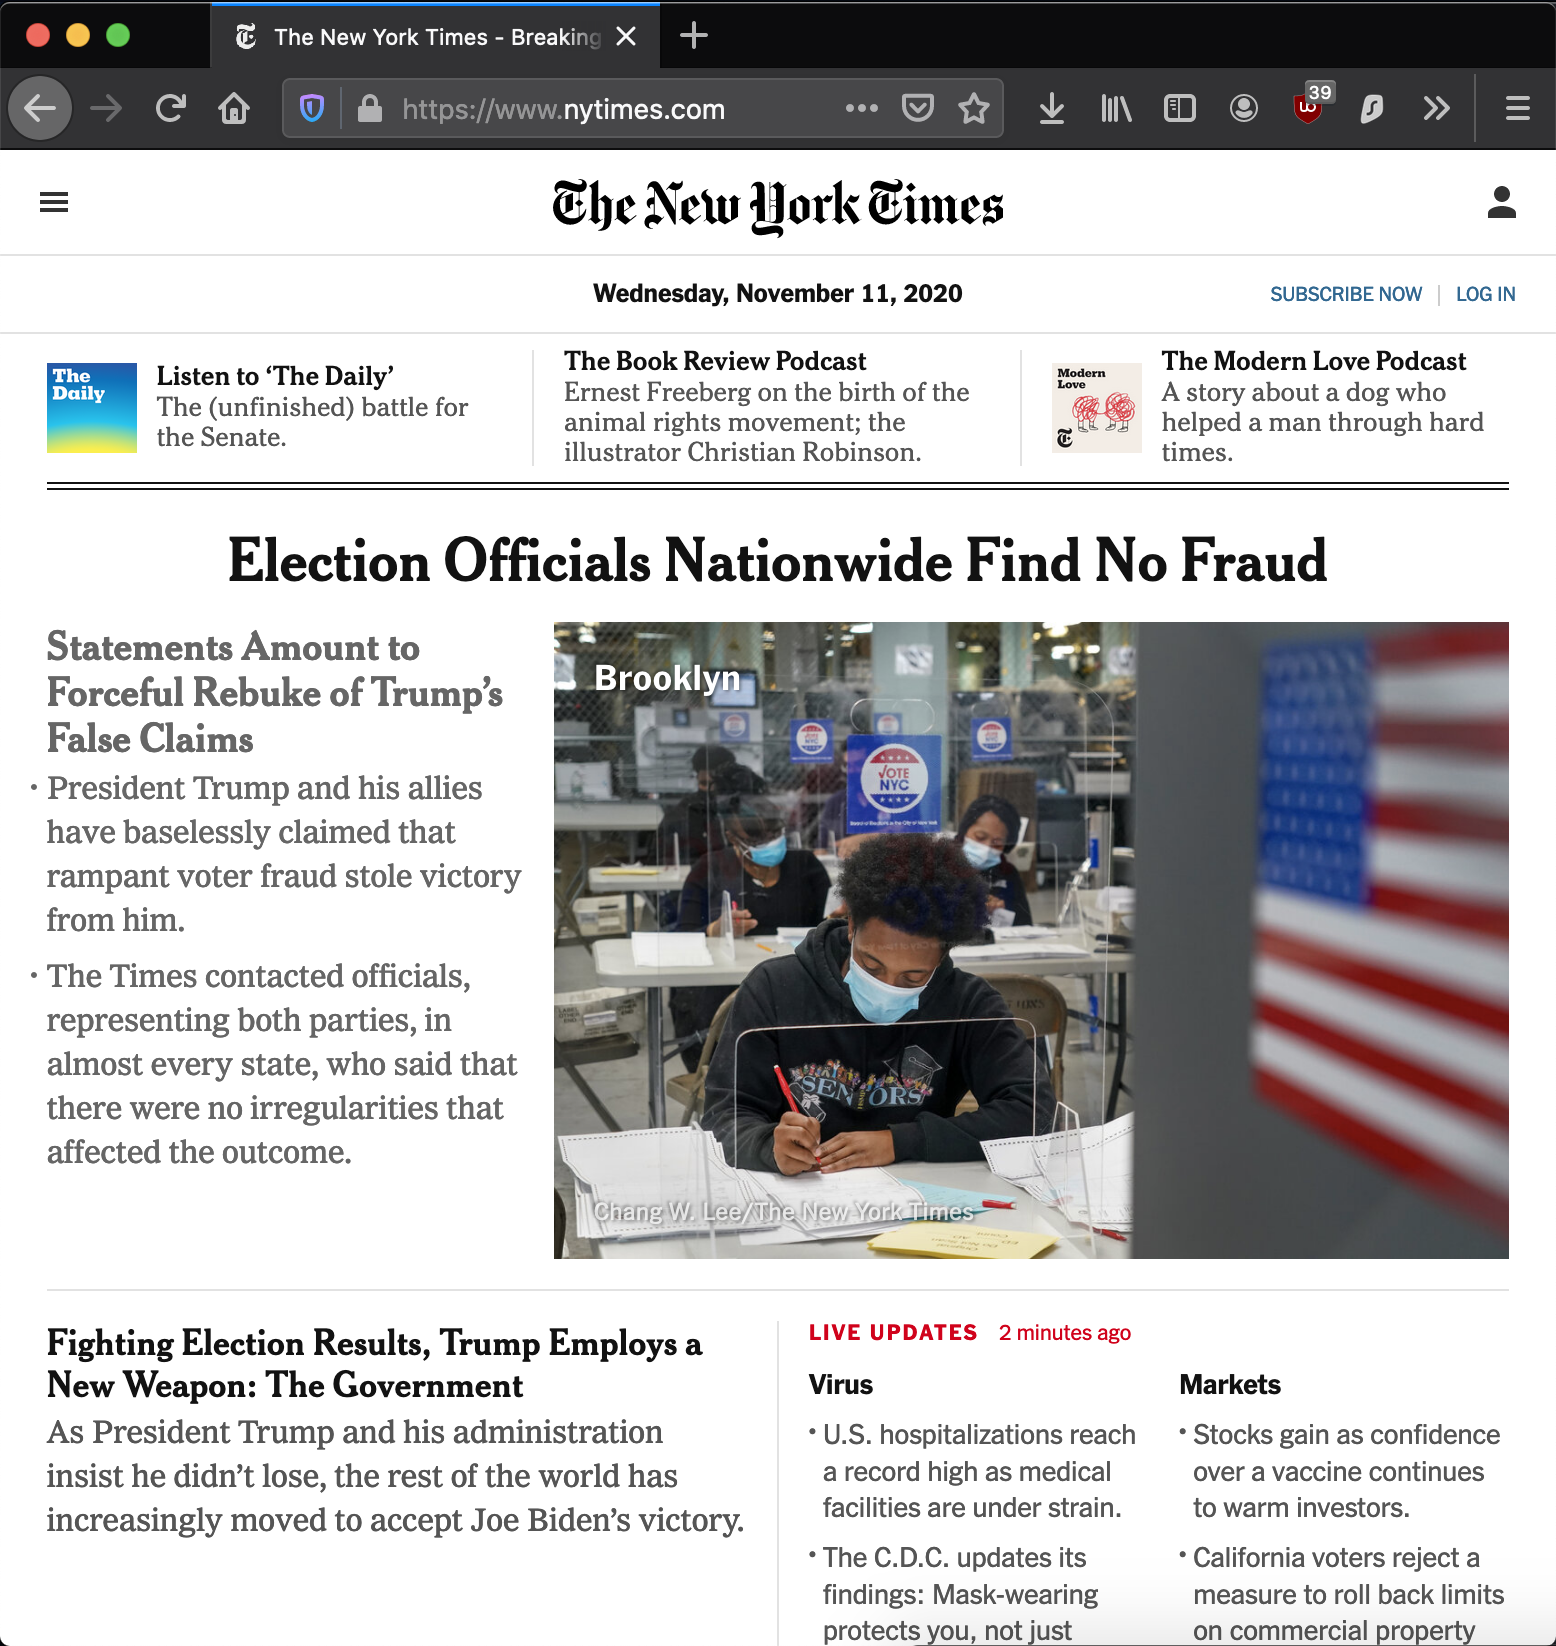 The New York Times - Breaking
https://www.nytimes.com
39
The New York Times
Wednesday, November 11, 2020
SUBSCRIBE NOW
LOG IN
The
Daily
Listen to ‘The Daily’
The (unfinished) battle for
the Senate.
The Book Review Podcast
Ernest Freeberg on the birth of the
animal rights movement; the
illustrator Christian Robinson.
Modern
Love
The Modern Love Podcast
A story about a dog who
helped a man through hard
times.
Election Officials Nationwide Find No Fraud
Statements Amount to
Forceful Rebuke of Trump’s
False Claims
• President Trump and his allies
have baselessly claimed that
rampant voter fraud stole victory
from him.
• The Times contacted officials,
representing both parties, in
almost every state, who said that
there were no irregularities that
affected the outcome.
Brooklyn
VOTE
NYC
SENIORS
Chang W. Lee/The New York Times
Fighting Election Results, Trump Employs a
New Weapon: The Government
As President Trump and his administration
insist he didn’t lose, the rest of the world has
increasingly moved to accept Joe Biden’s victory.
LIVE UPDATES 2 minutes ago
Virus
• U.S. hospitalizations reach
a record high as medical
facilities are under strain.
• The C.D.C. updates its
findings: Mask-wearing
protects you, not just
Markets
• Stocks gain as confidence
over a vaccine continues
to warm investors.
• California voters reject a
measure to roll back limits
on commercial property